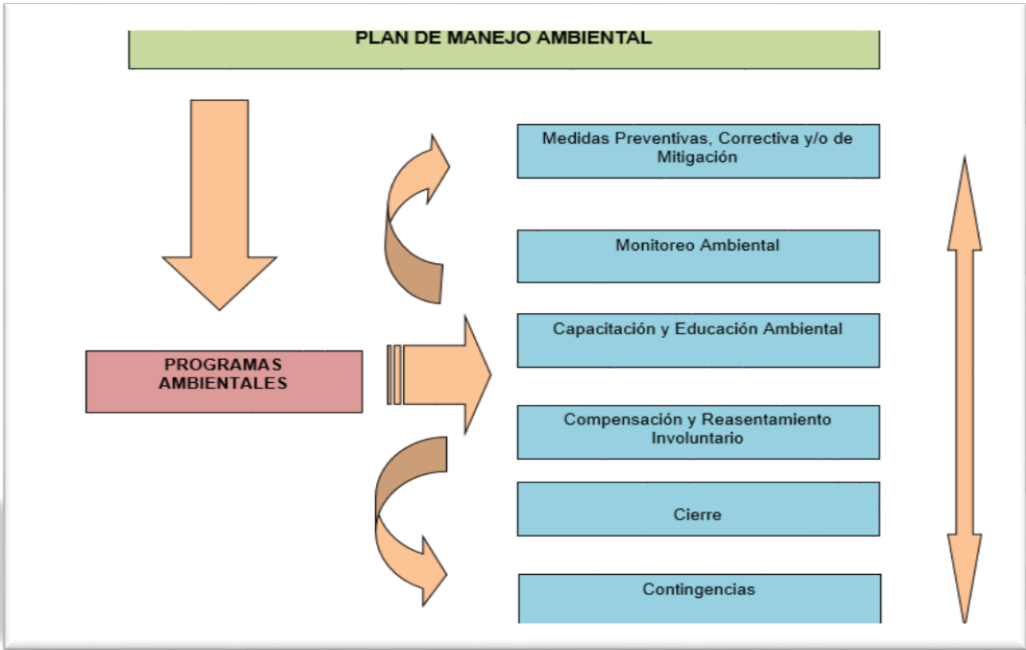 PLAN DE MANEJO AMBIENTAL
Medidas Preventivas, Correctiva y/o de
Mitigación
Monitoreo Ambiental
Capacitación y Educación Ambiental
PROGRAMAS
AMBIENTALES
Compensación y Reasentamiento
Involuntario
Cierre
Contingencias